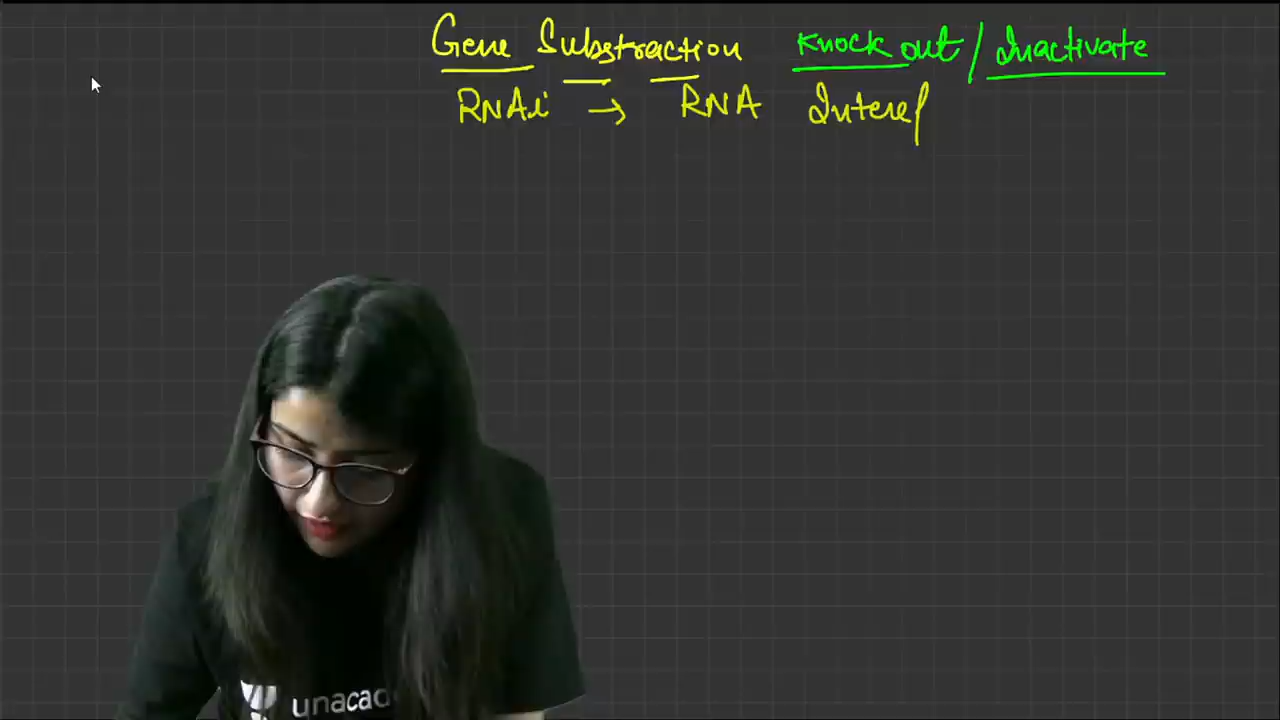 Gene Substraction Knock out / Inactivate
RNAi → RNA Interef
unacad